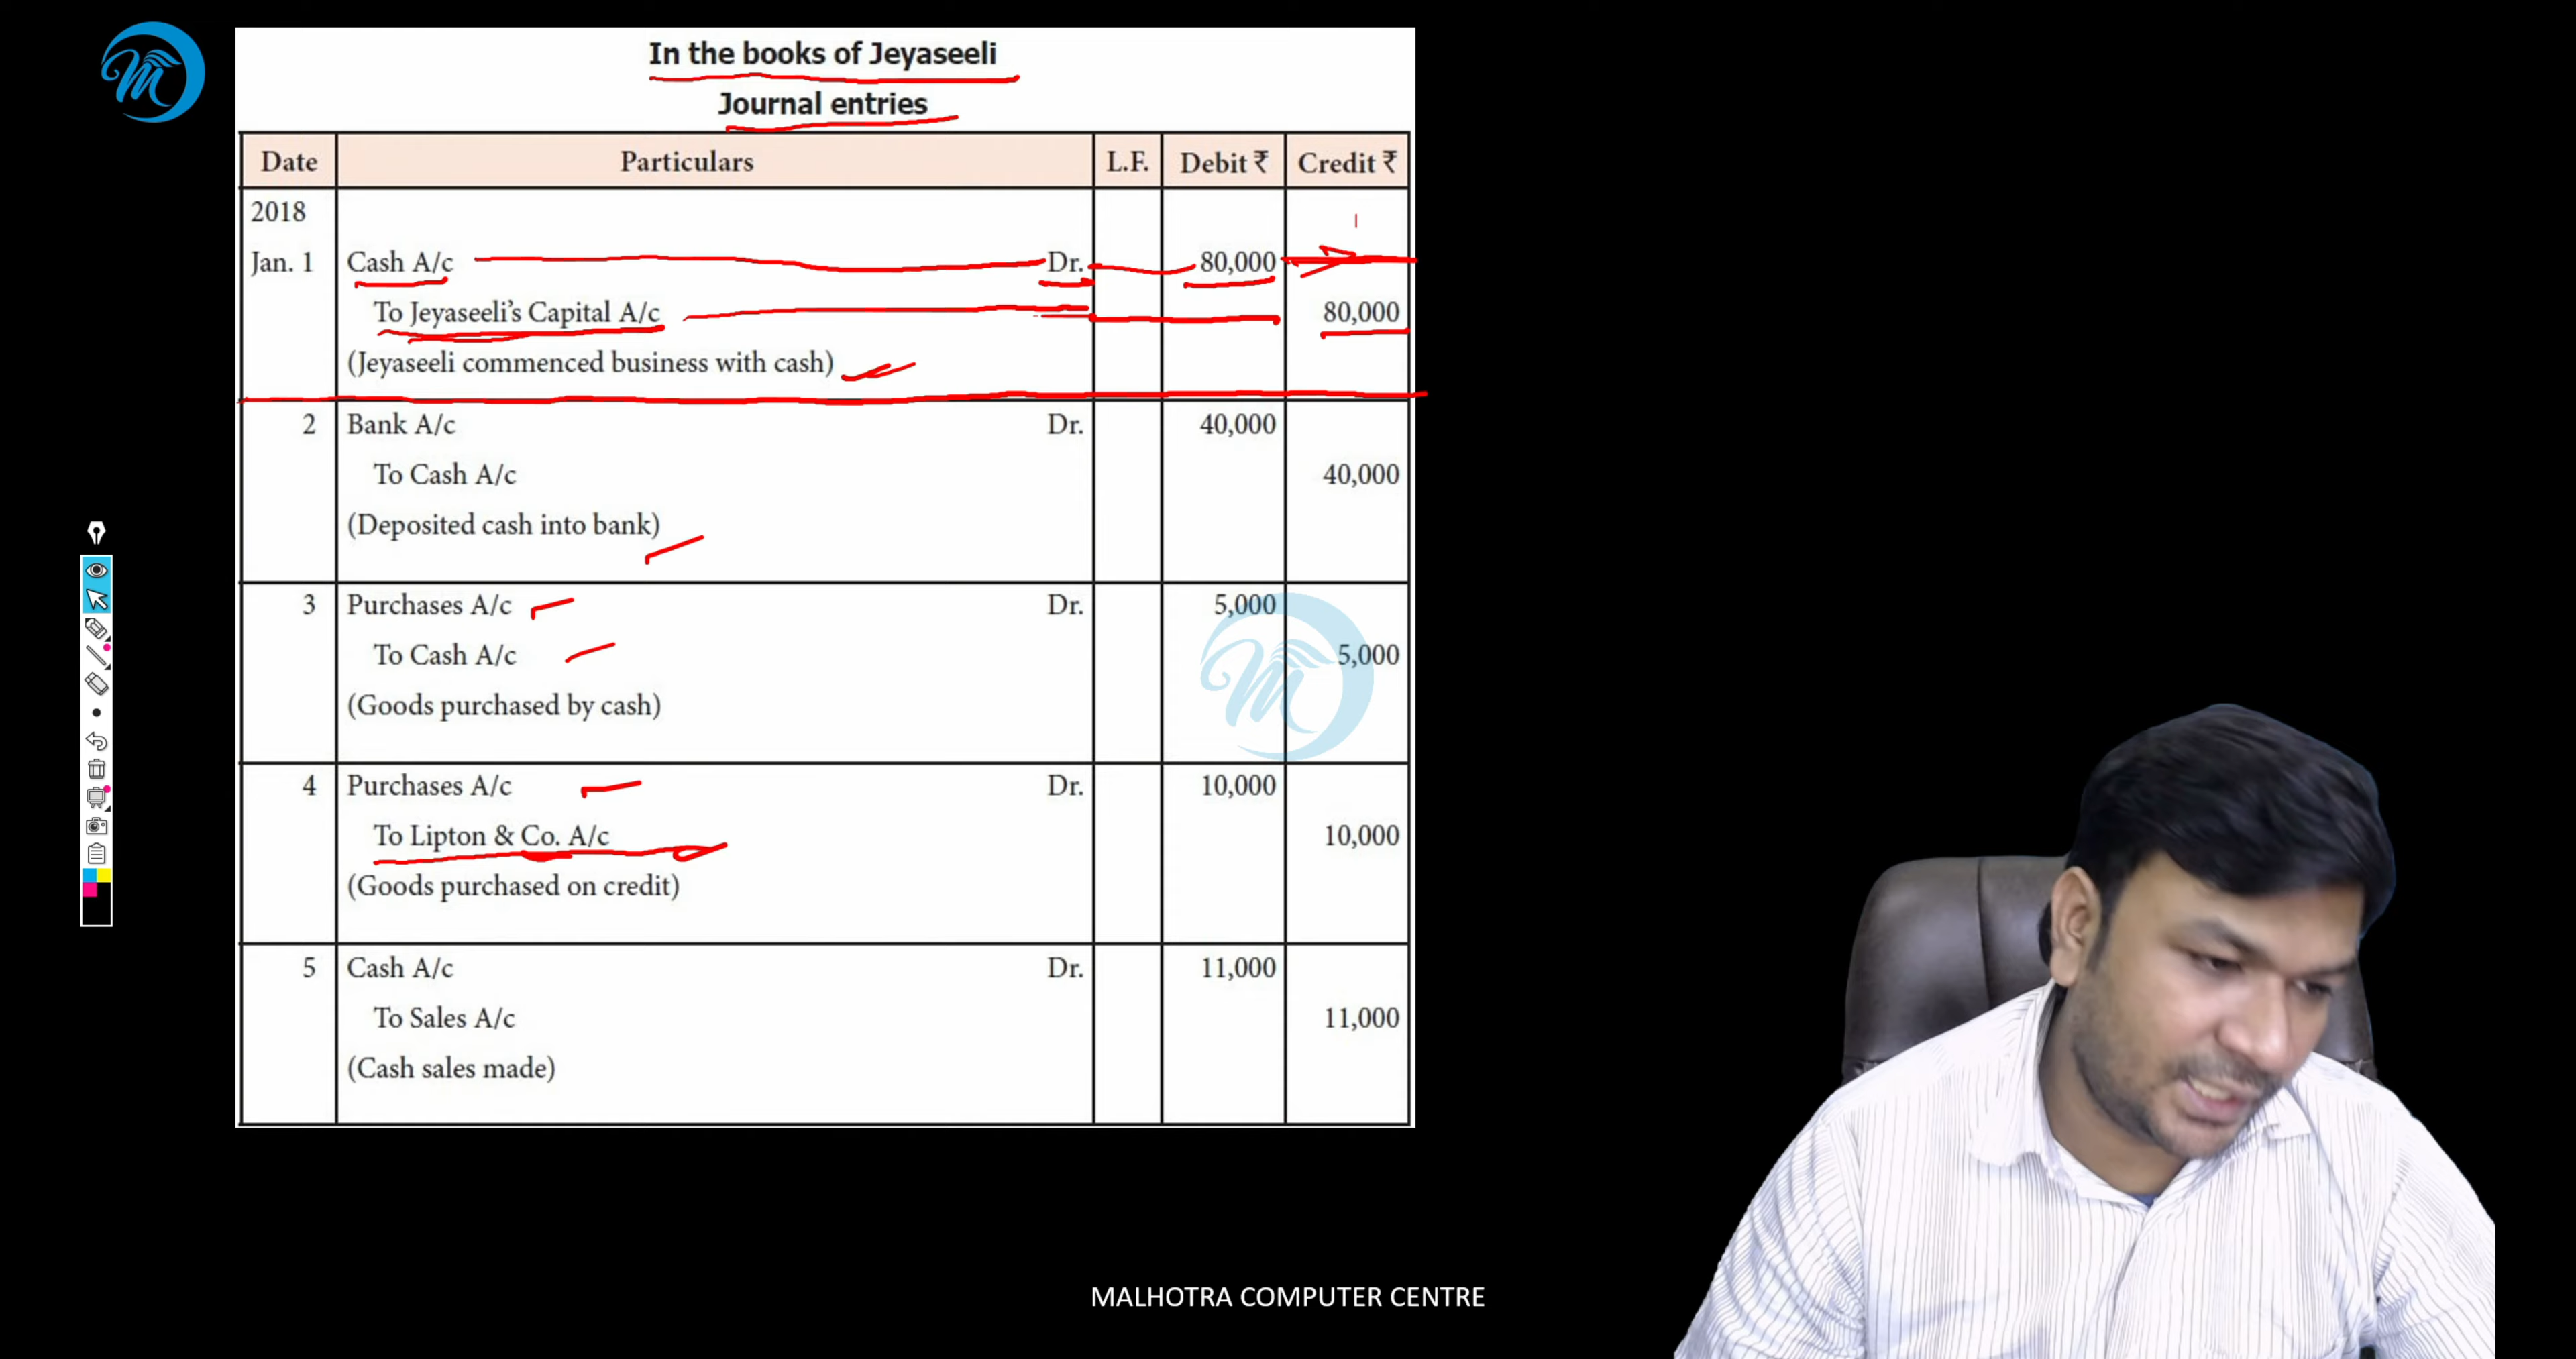 In the books of Jeyaseeli
Journal entries
Date Particulars L.F. Debit ₹ Credit ₹
2018
Jan. 1 Cash A/c Dr. 80,000
To Jeyaseeli's Capital A/c 80,000
(Jeyaseeli commenced business with cash)
2 Bank A/c Dr. 40,000
To Cash A/c 40,000
(Deposited cash into bank)
3 Purchases A/c Dr. 5,000
To Cash A/c 5,000
(Goods purchased by cash)
4 Purchases A/c Dr. 10,000
To Lipton & Co. A/c 10,000
(Goods purchased on credit)
5 Cash A/c Dr. 11,000
To Sales A/c 11,000
(Cash sales made)
MALHOTRA COMPUTER CENTRE